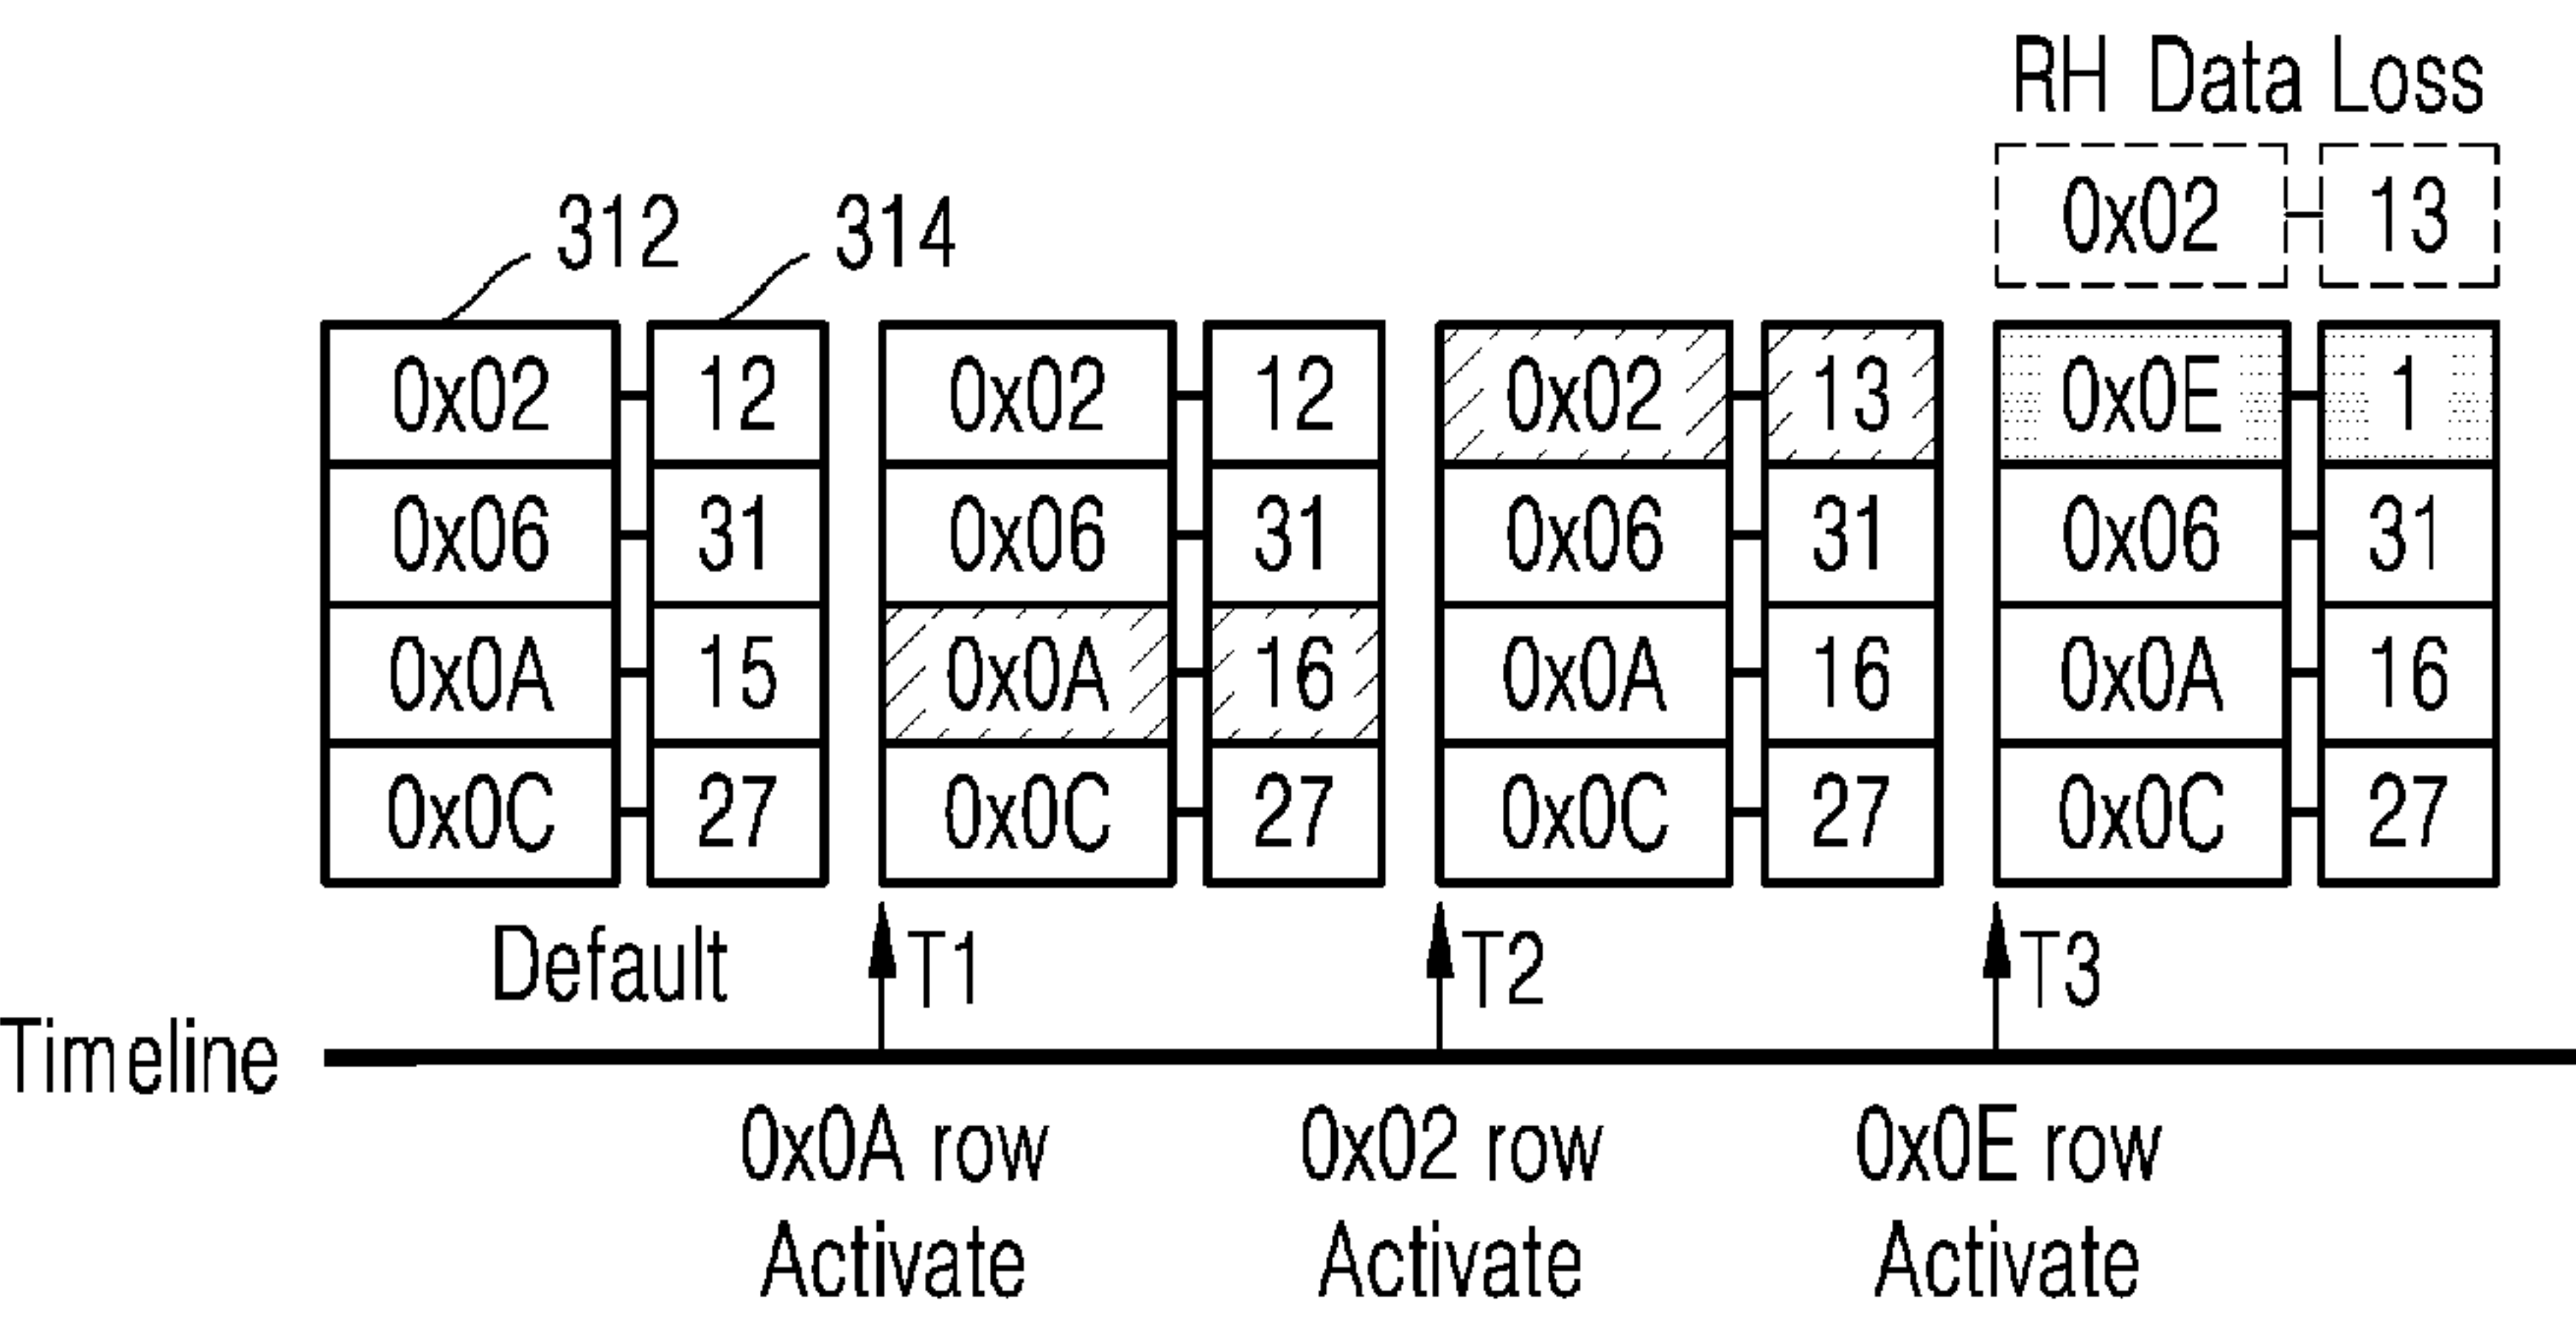 RH Data Loss
0x02 13
312 314
0x02 12 0x02 12 0x02 13 0x0E 1
0x06 31 0x06 31 0x06 31 0x06 31
0x0A 15 0x0A 16 0x0A 16 0x0A 16
0x0C 27 0x0C 27 0x0C 27 0x0C 27
Default T1 T2 T3
Timeline
0x0A row 0x02 row 0x0E row
Activate Activate Activate